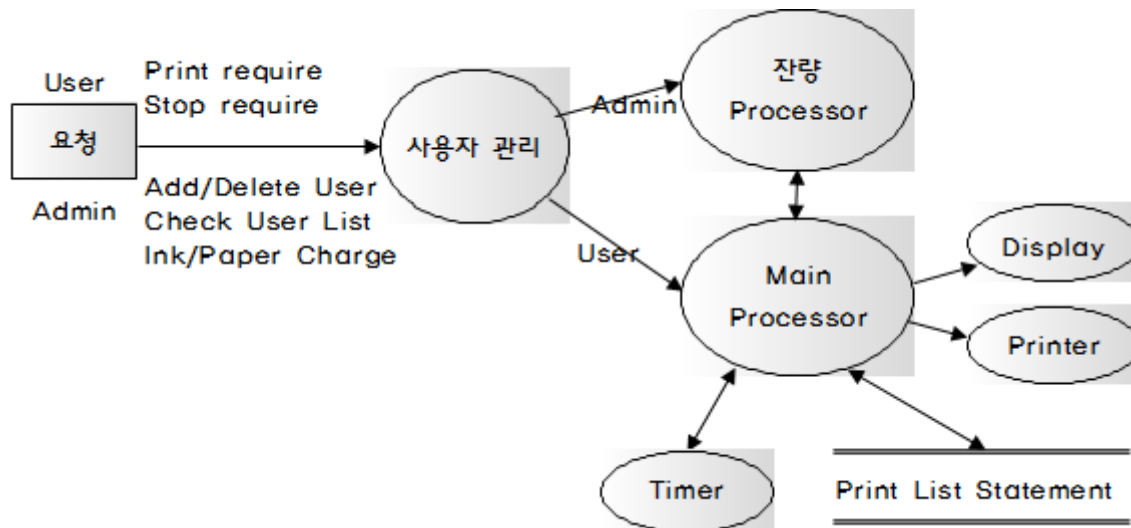 User
Print require
Stop require
요청
Admin
Add/Delete User
Check User List
Ink/Paper Charge
사용자 관리
Admin
User
잔량
Processor
Main
Processor
Display
Printer
Timer
Print List Statement